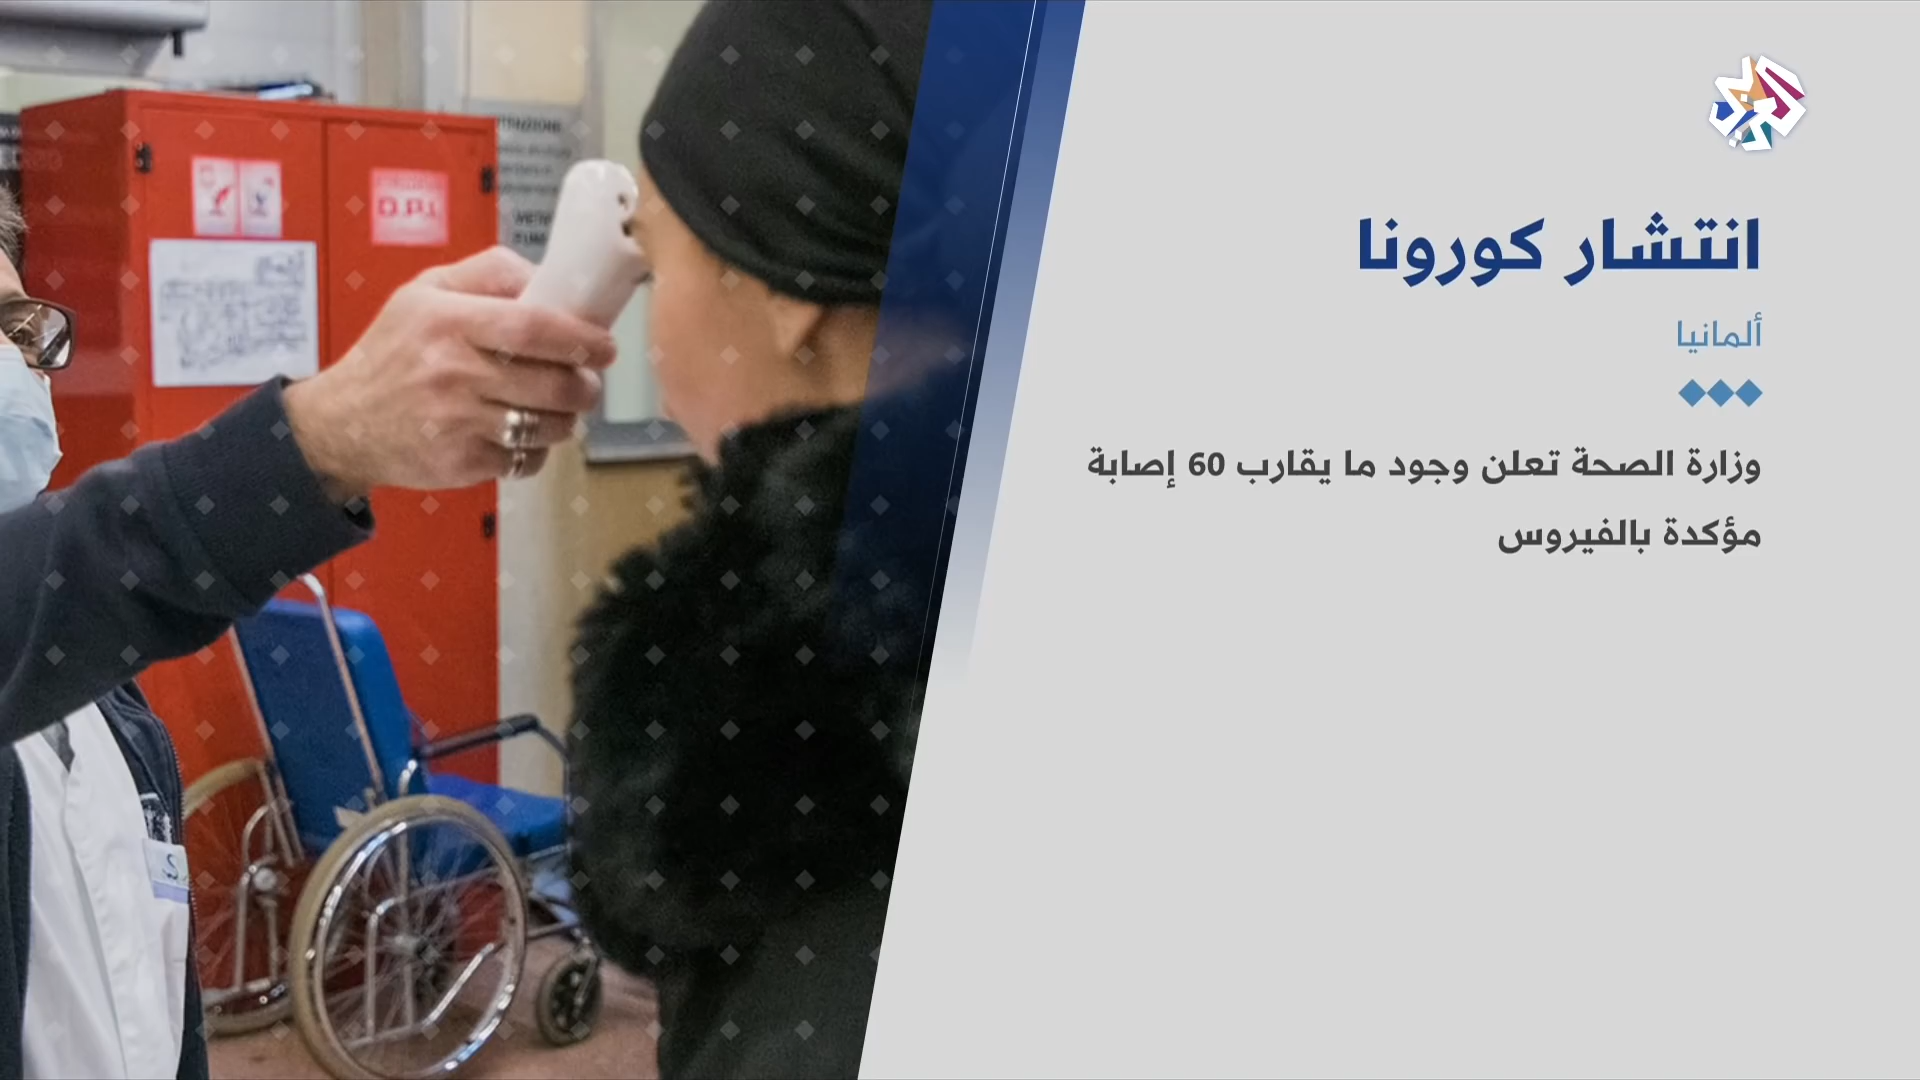 انتشار كورونا
ألمانيا
وزارة الصحة تعلن وجود ما يقارب 60 إصابة
مؤكدة بالفيروس
D.P.I.